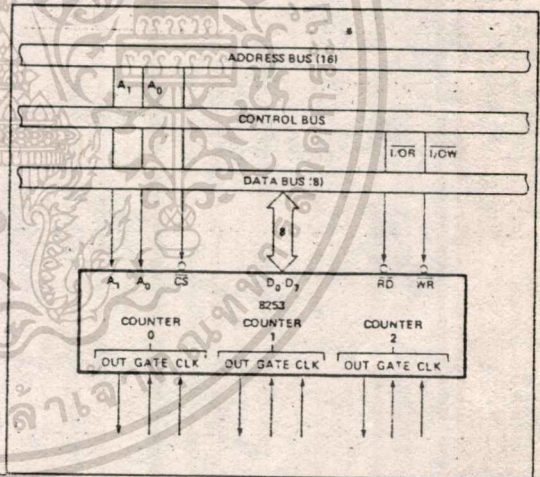 ADDRESS BUS (16)
A₁ A₀
CONTROL BUS
I/OR I/OW
DATA BUS (8)
8
A₁ A₀ CS D₀-D₇ RD WR
8253
COUNTER 0 COUNTER 1 COUNTER 2
OUT GATE CLK OUT GATE CLK OUT GATE CLK